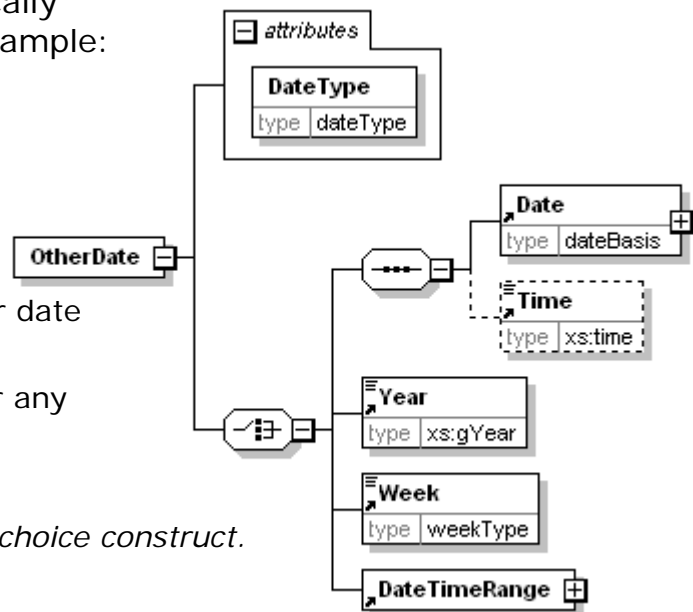 cally
ample:
attributes
DateType
type dateType
Date
type dateBasis
OtherDate
Time
type xs:time
r date
r any
Year
type xs:gYear
Week
type weekType
choice construct.
DateTimeRange